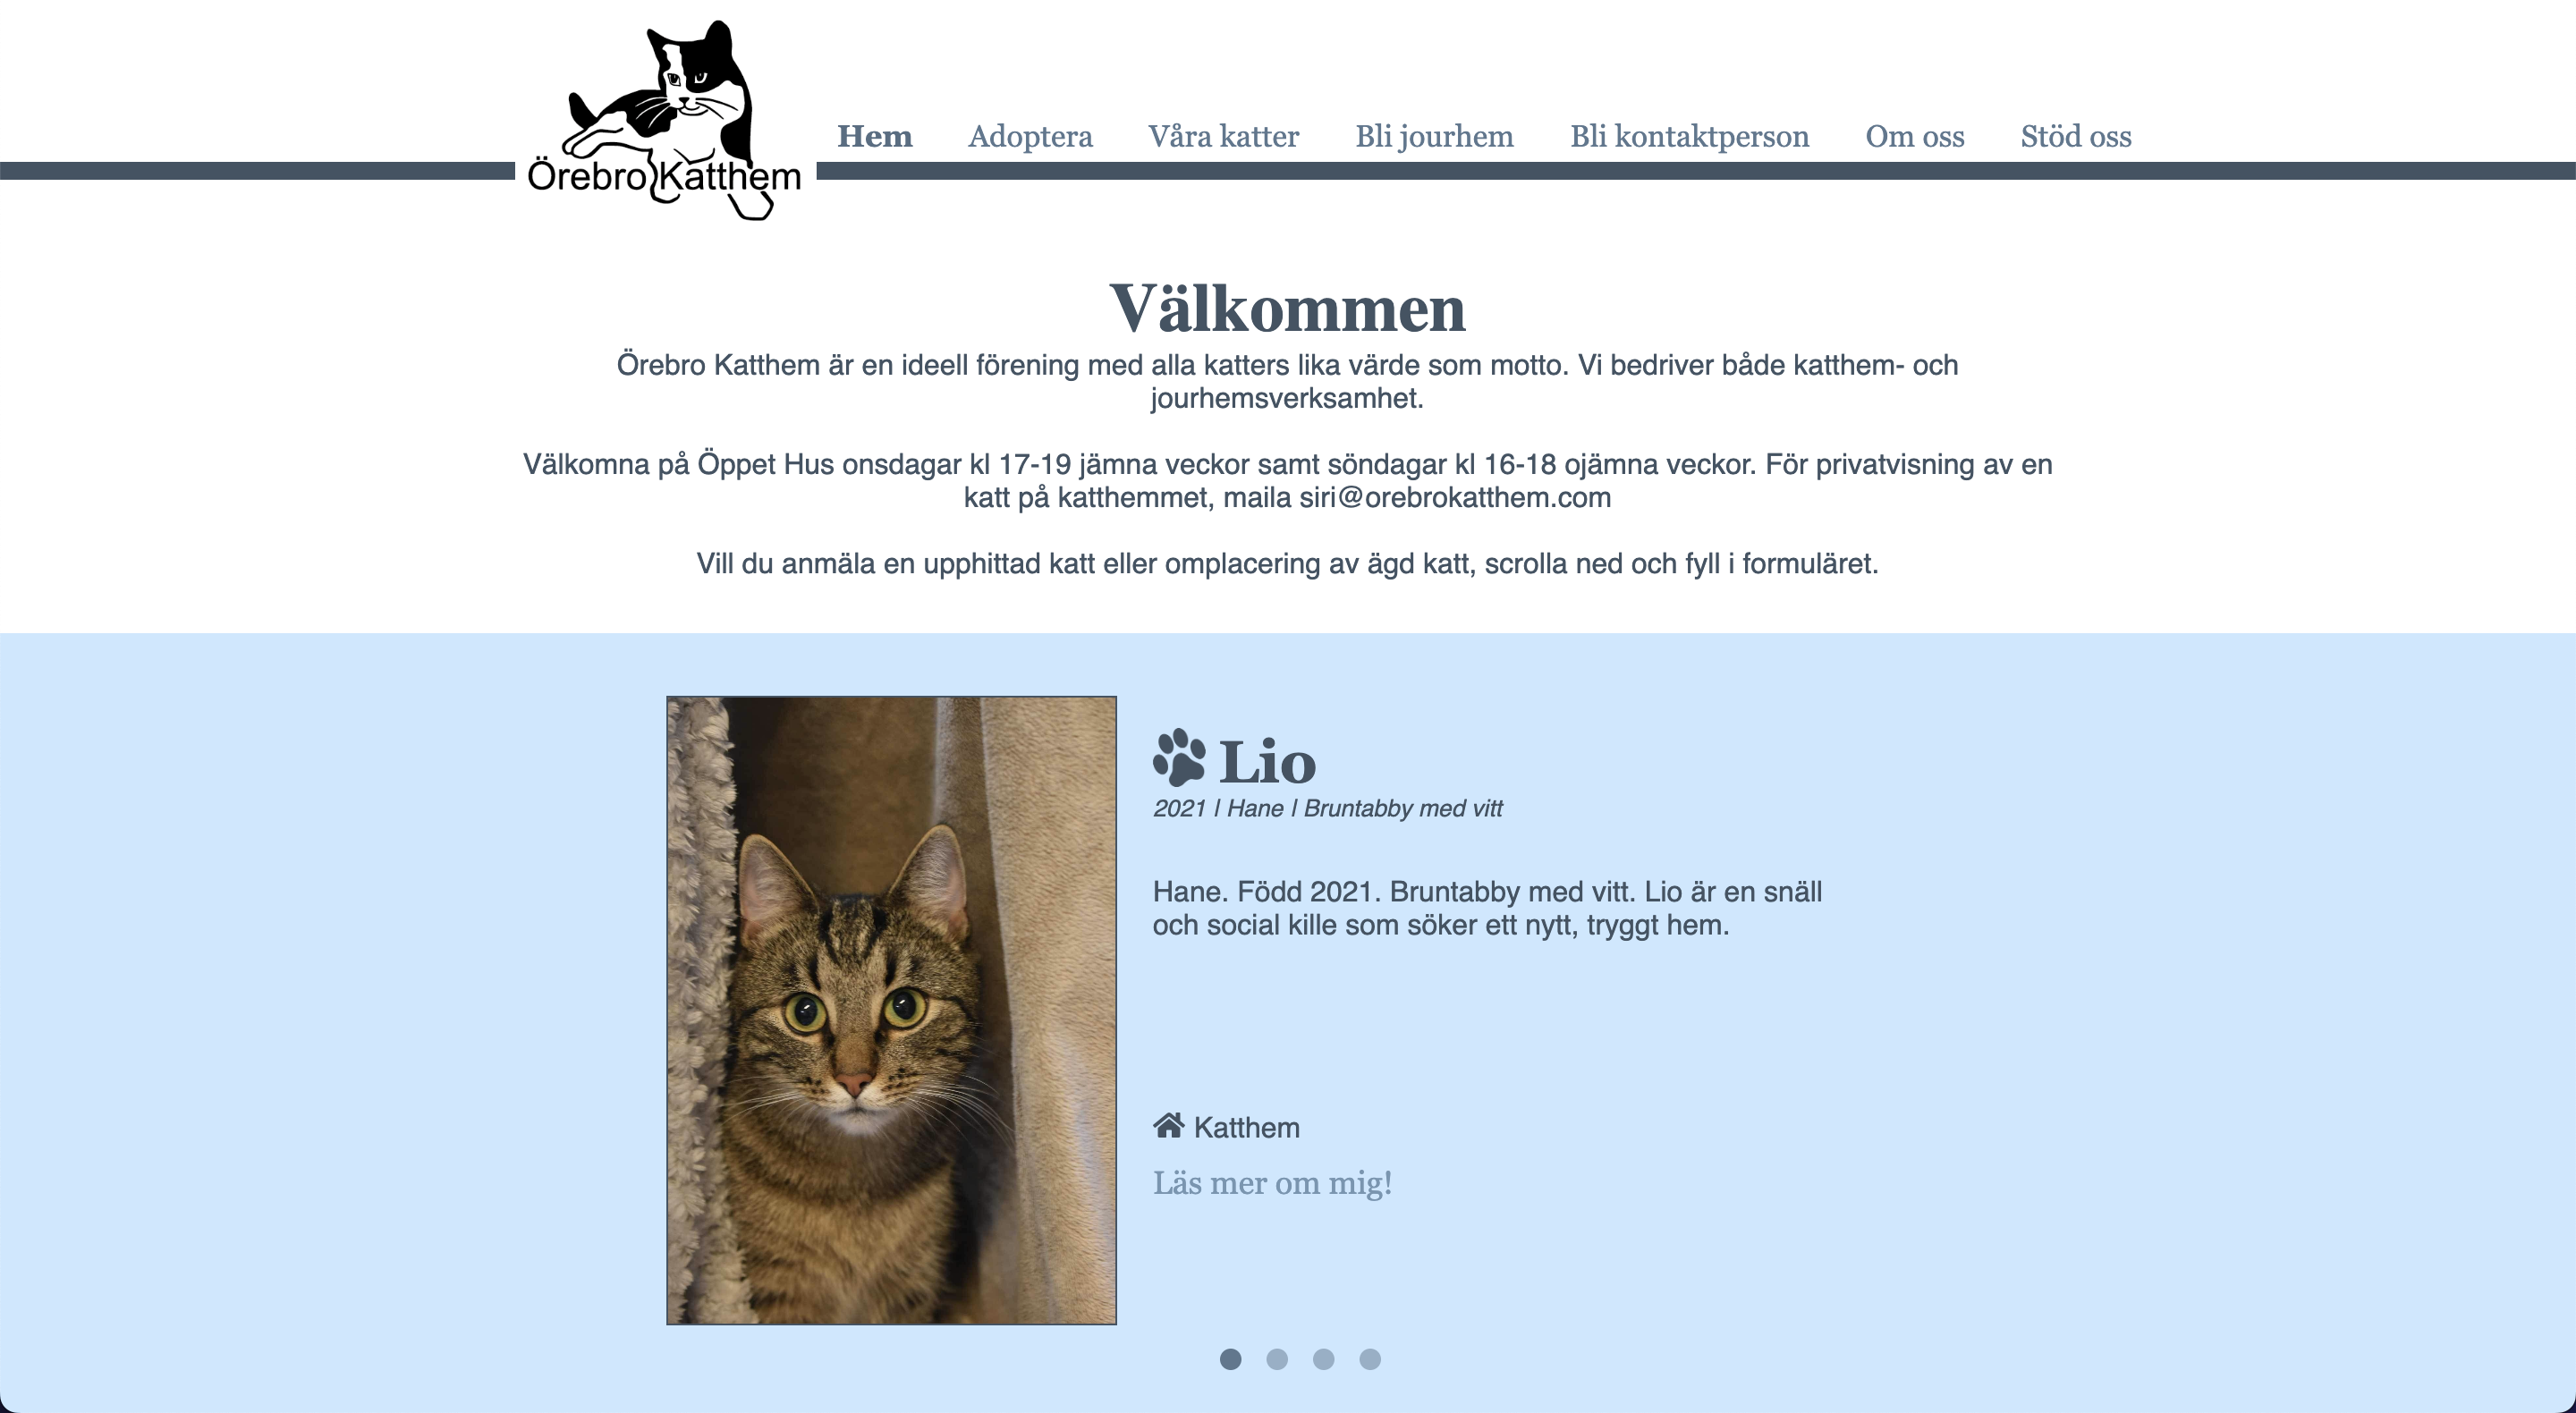 Örebro Katthem
Hem Adoptera Våra katter Bli jourhem Bli kontaktperson Om oss Stöd oss
Välkommen
Örebro Katthem är en ideell förening med alla katters lika värde som motto. Vi bedriver både katthem- och
jourhemsverksamhet.
Välkomna på Öppet Hus onsdagar kl 17-19 jämna veckor samt söndagar kl 16-18 ojämna veckor. För privatvisning av en
katt på katthemmet, maila siri@orebrokatthem.com
Vill du anmäla en upphittad katt eller omplacering av ägd katt, scrolla ned och fyll i formuläret.
Lio
2021 | Hane | Bruntabby med vitt
Hane. Född 2021. Bruntabby med vitt. Lio är en snäll
och social kille som söker ett nytt, tryggt hem.
Katthem
Läs mer om mig!